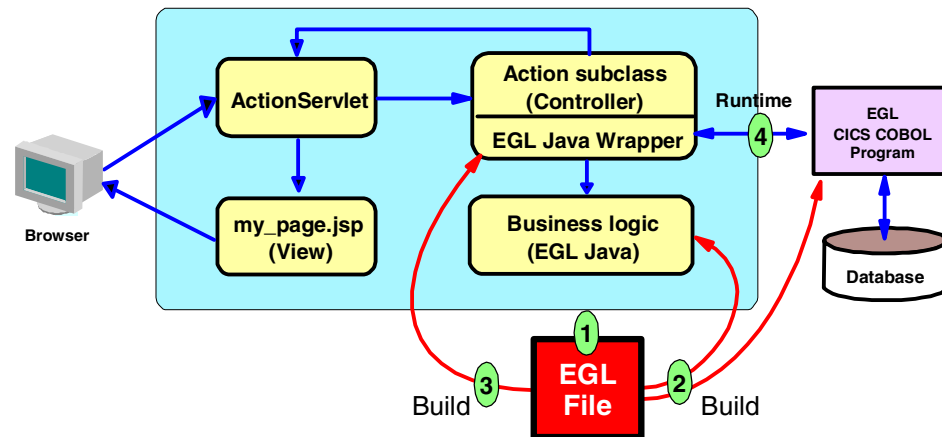 Action subclass
(Controller)
EGL Java Wrapper
ActionServlet
Runtime
4
EGL
CICS COBOL
Program
Browser
my_page.jsp
(View)
Business logic
(EGL Java)
Database
1
EGL
File
3
2
Build
Build